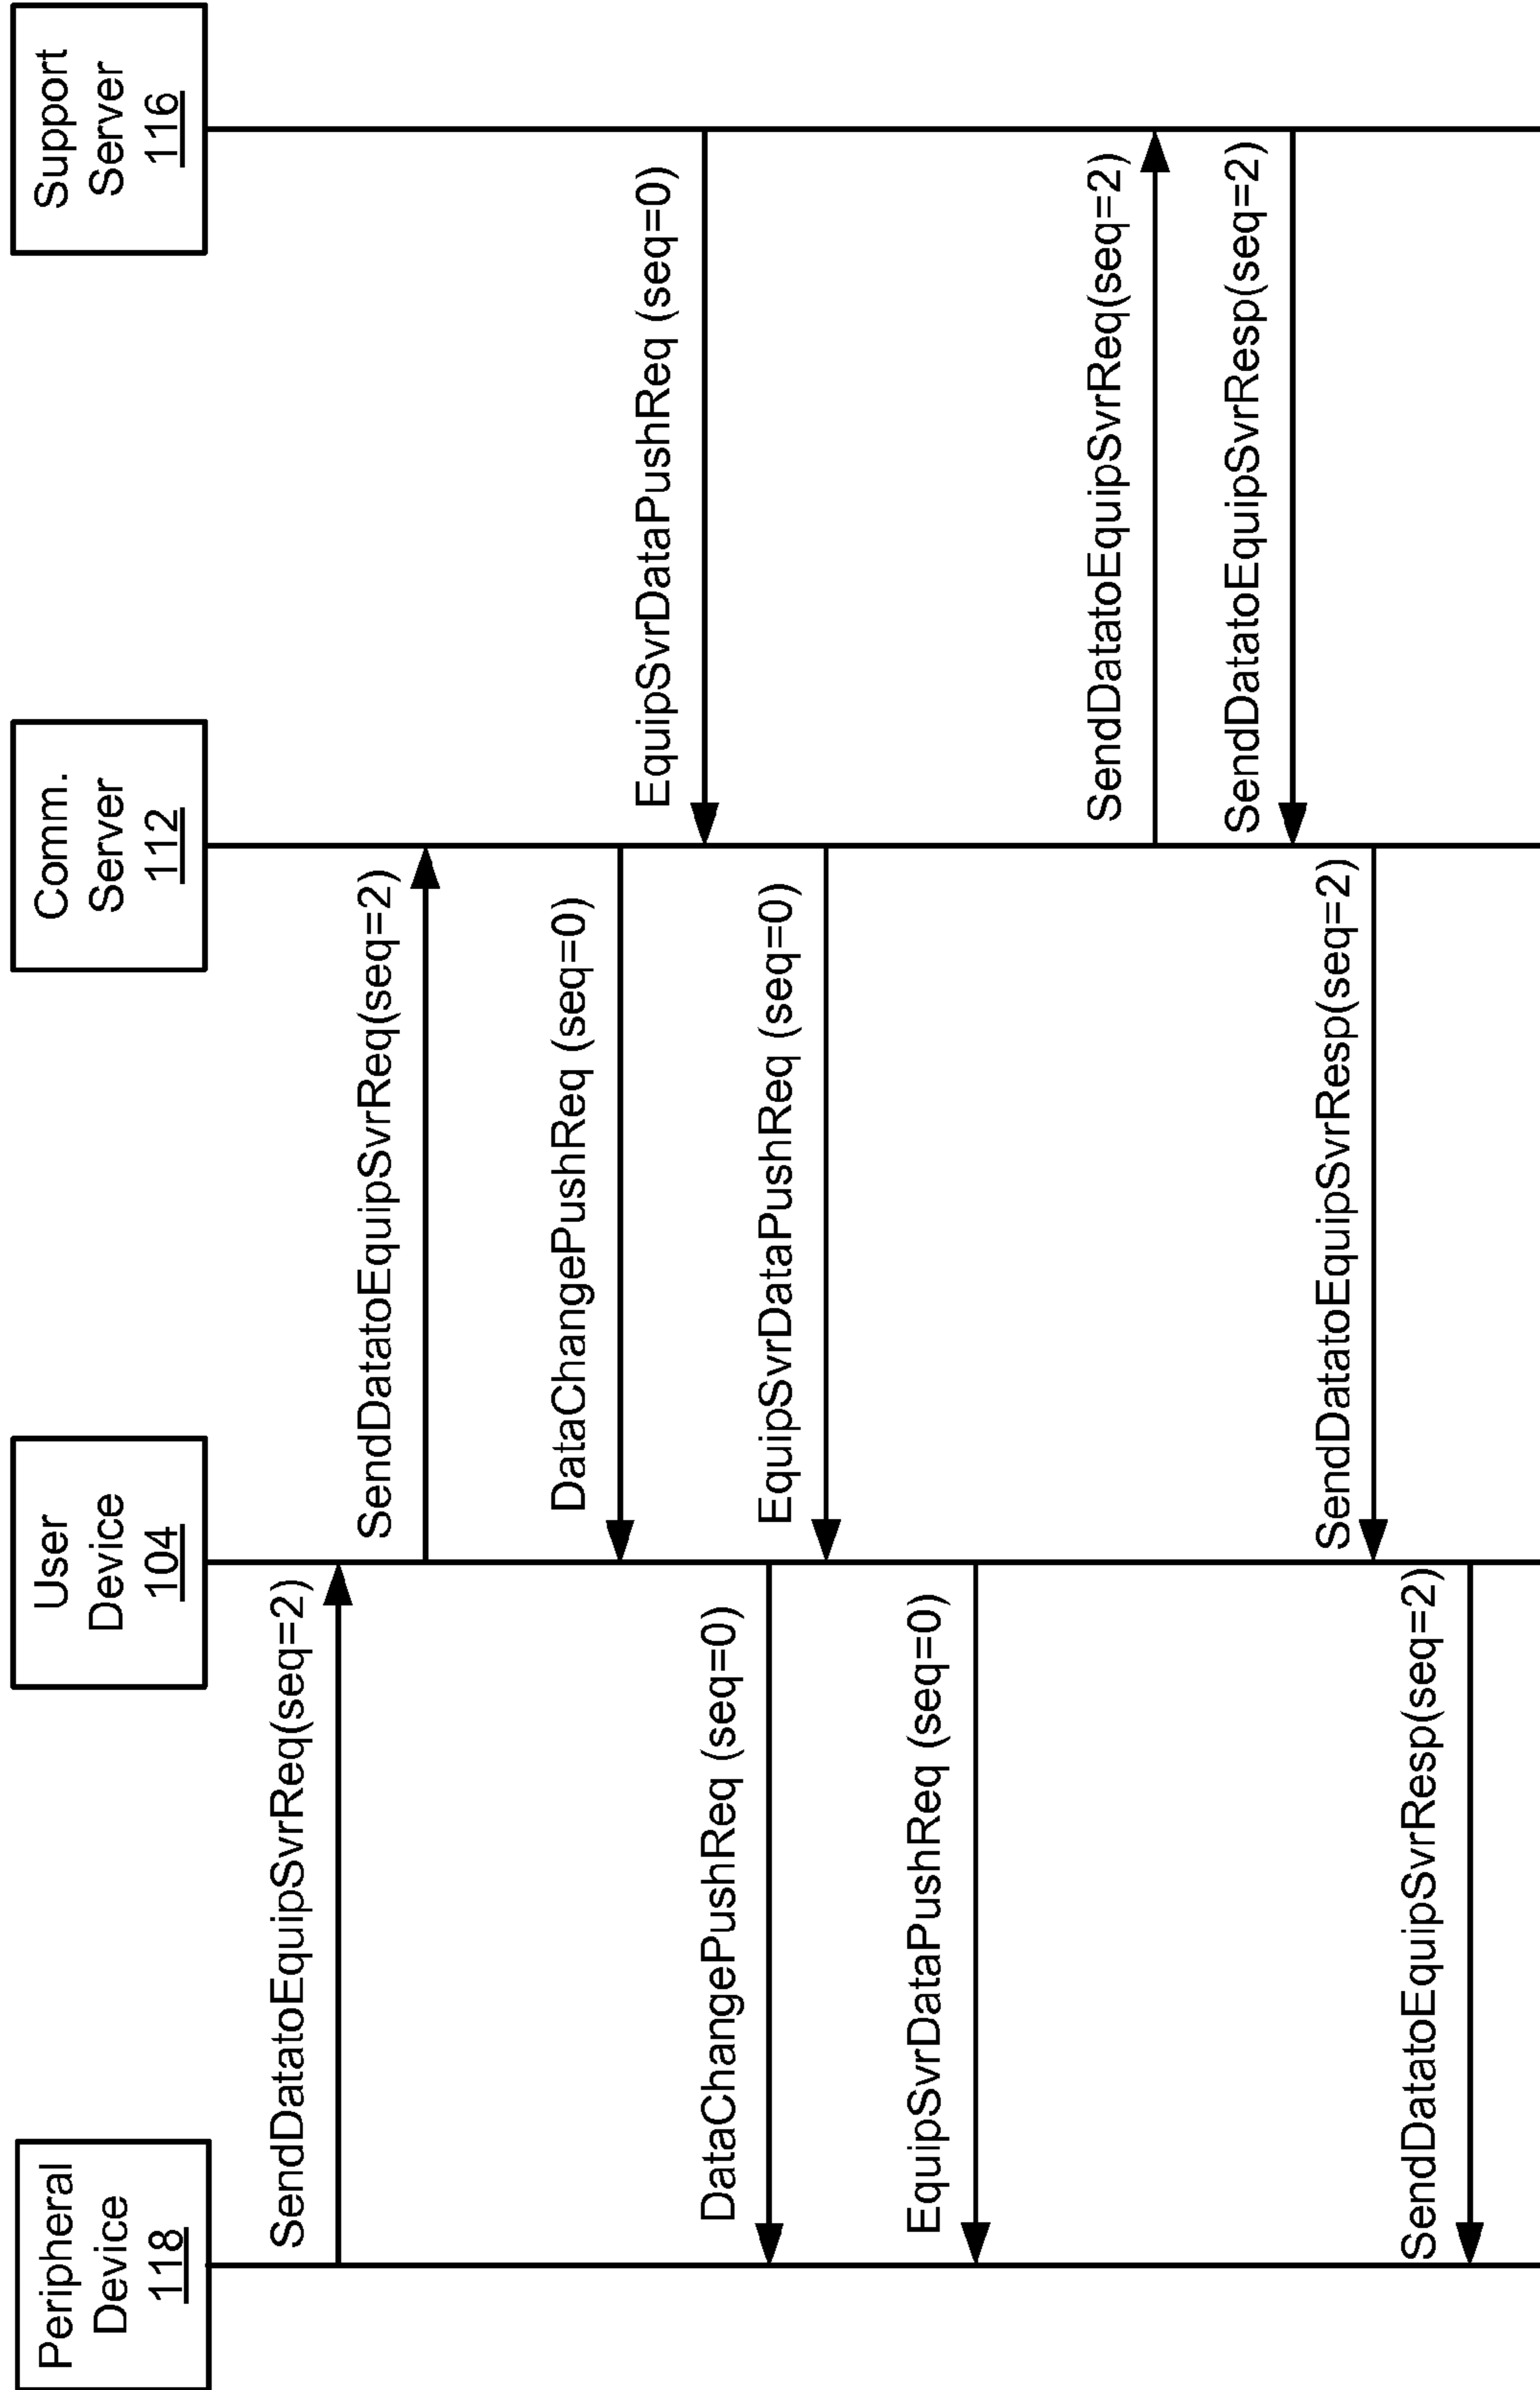 Peripheral
Device
118
User
Device
104
Comm.
Server
112
Support
Server
116
SendDatatoEquipSvrReq(seq=2)
SendDatatoEquipSvrReq(seq=2)
DataChangePushReq (seq=0)
EquipSvrDataPushReq (seq=0)
DataChangePushReq (seq=0)
EquipSvrDataPushReq (seq=0)
EquipSvrDataPushReq (seq=0)
SendDatatoEquipSvrReq(seq=2)
SendDatatoEquipSvrResp(seq=2)
SendDatatoEquipSvrResp(seq=2)
SendDatatoEquipSvrResp(seq=2)